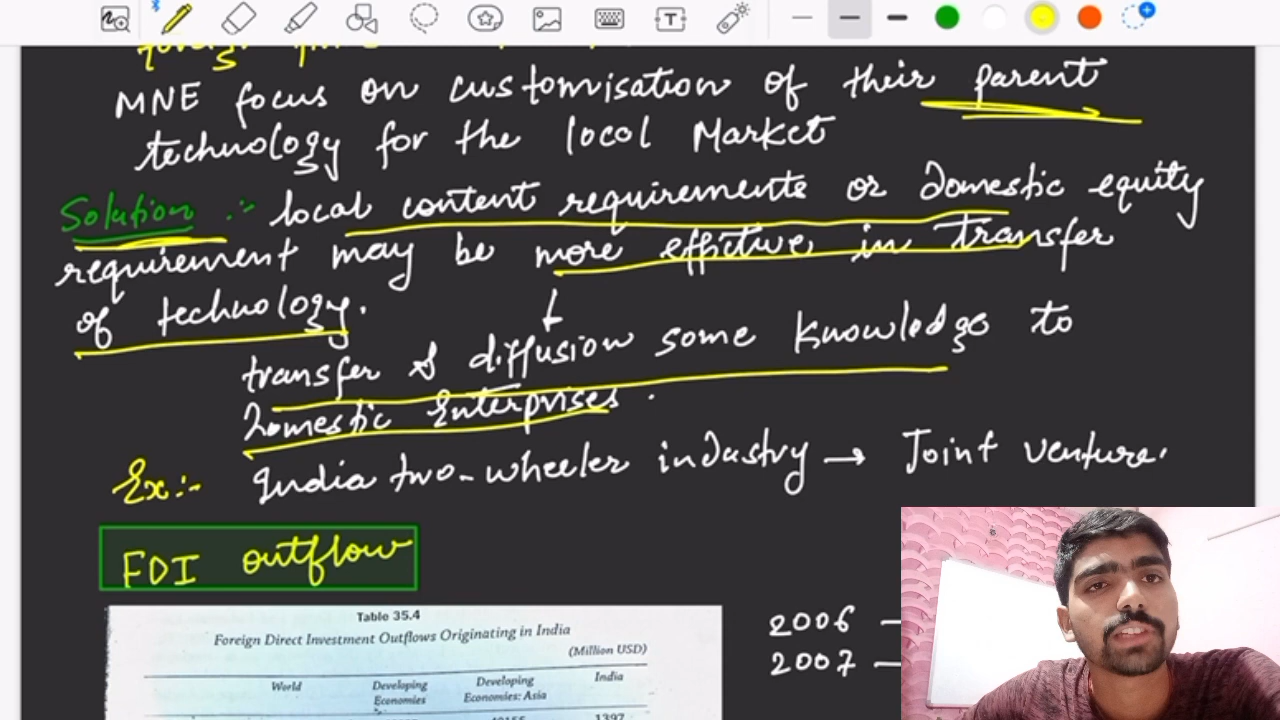 foreign
MNE focus on customisation of their parent
technology for the local Market
Solution :- local content requirements or domestic equity
requirement may be more effictive in transfer
of technology.
transfer & diffusion some knowledge to
Domestic Enterprises.
Ex:- India two-wheeler industry → Joint venture.
FDI outflow
Table 35.4
Foreign Direct Investment Outflows Originating in India
(Million USD)
World Developing Economies Developing Economies: Asia India
1397
2006 –
2007 –